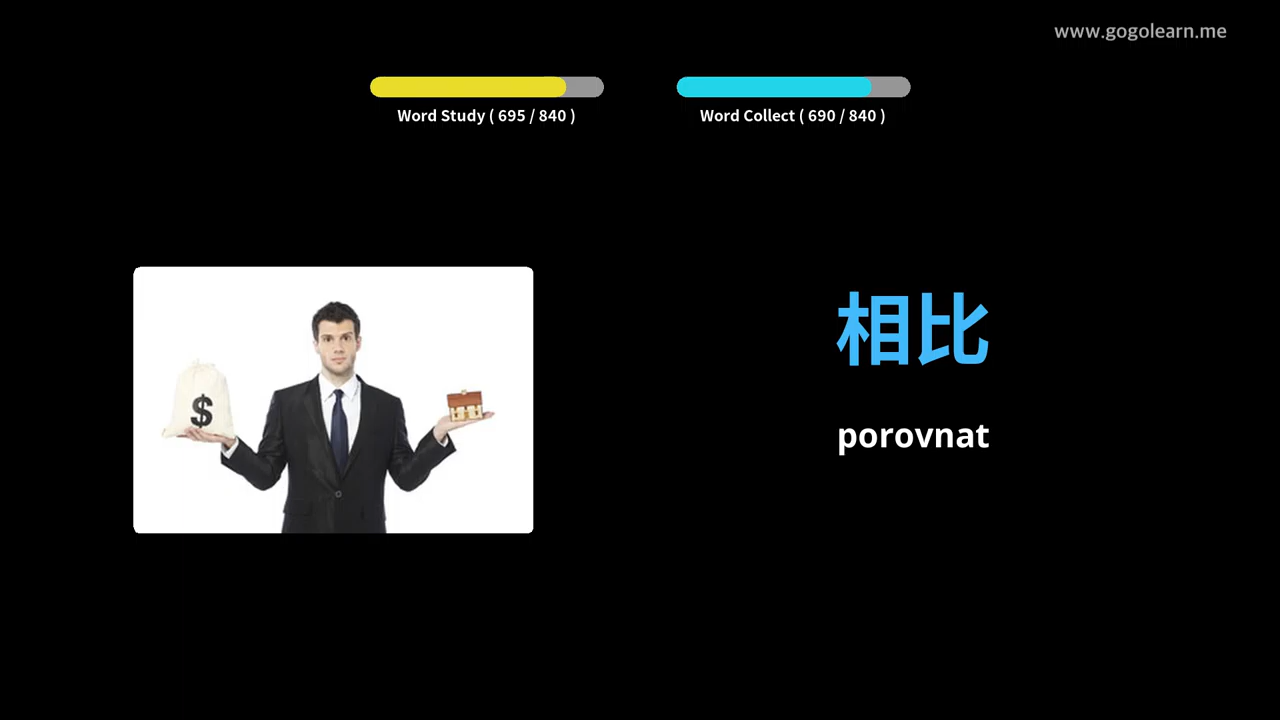 www.gogolearn.me
Word Study ( 695 / 840 )
Word Collect ( 690 / 840 )
$
相比
porovnat